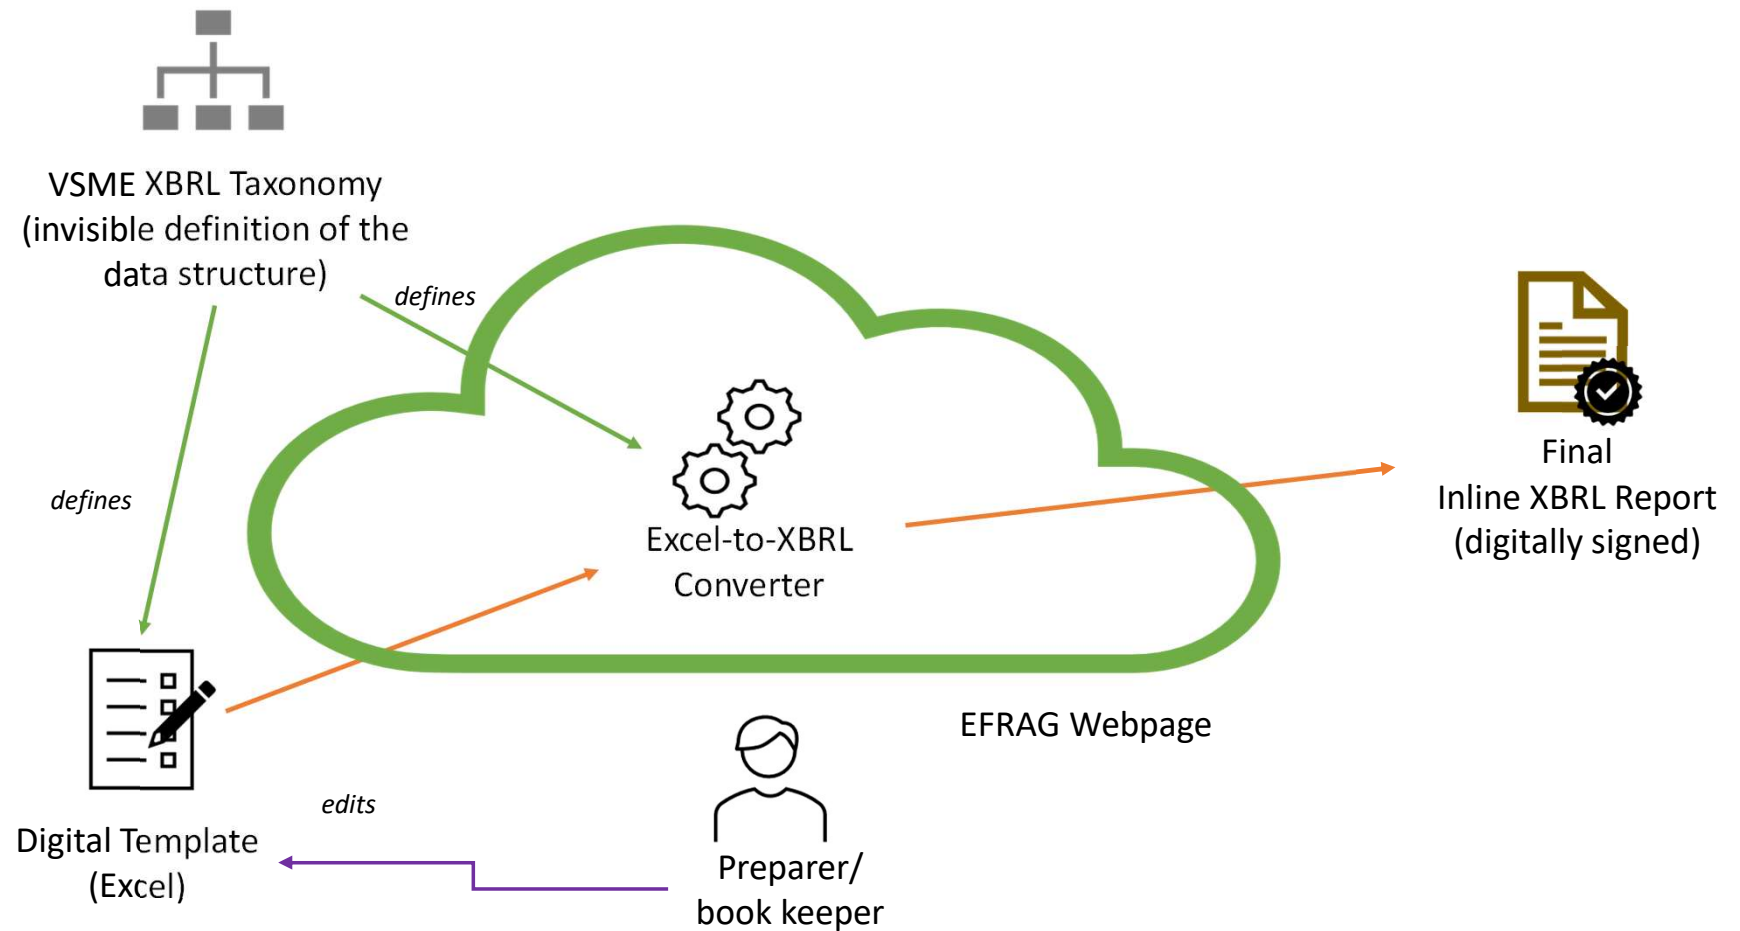 VSME XBRL Taxonomy
(invisible definition of the
data structure)
defines
defines
Excel-to-XBRL
Converter
Final
Inline XBRL Report
(digitally signed)
EFRAG Webpage
edits
Digital Template
(Excel)
Preparer/
book keeper